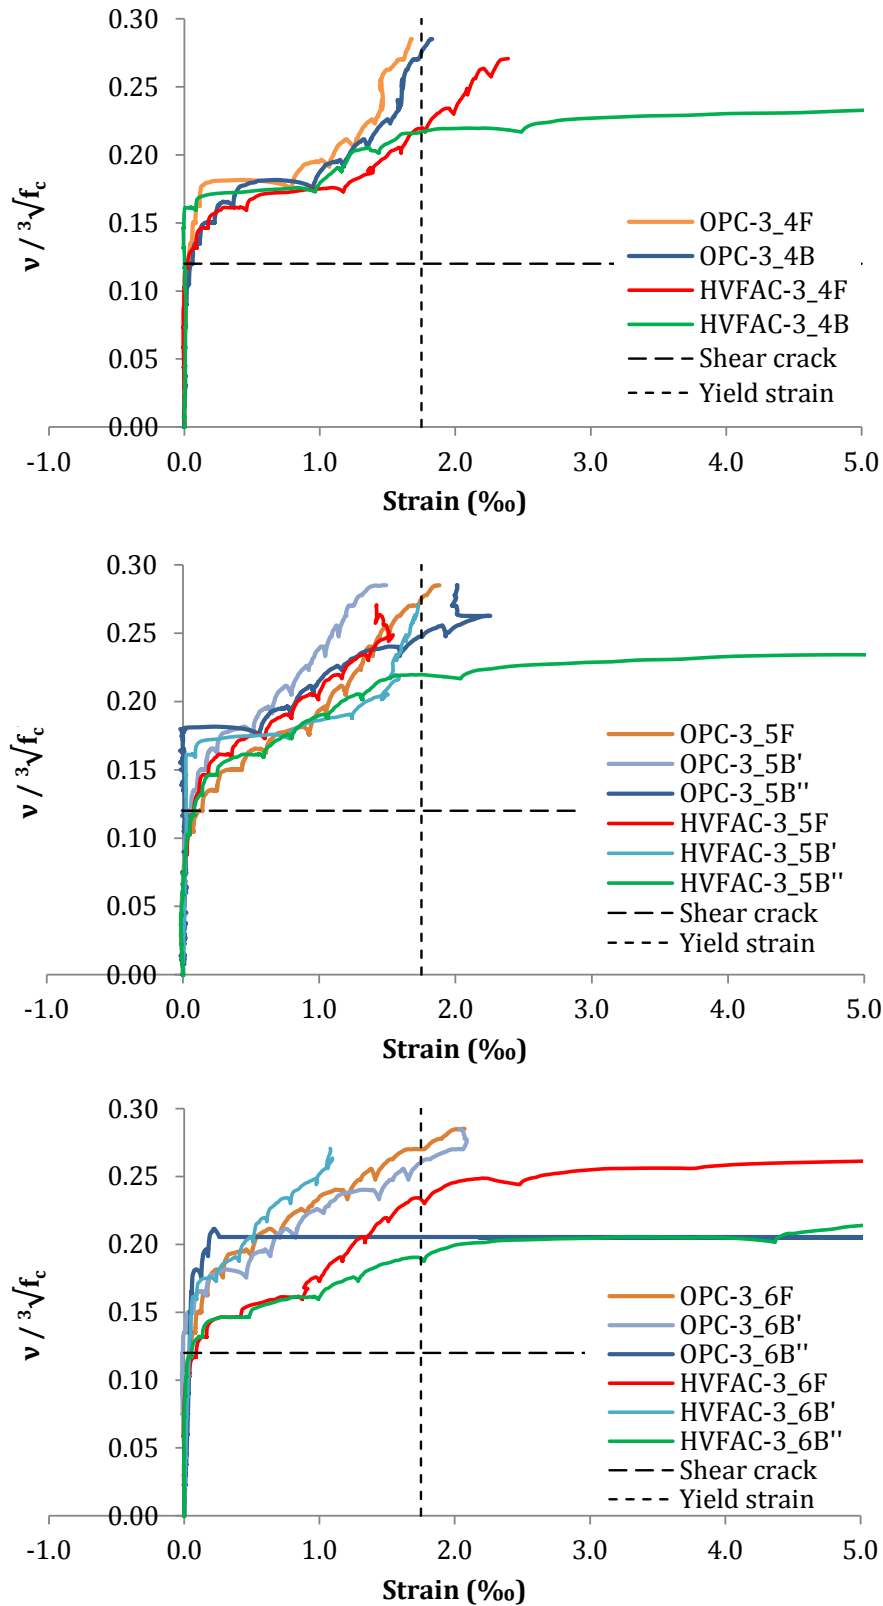 0.30
0.25
0.20
0.15
0.10
0.05
0.00
ν / ³√f_c
OPC-3_4F
OPC-3_4B
HVFAC-3_4F
HVFAC-3_4B
Shear crack
Yield strain
-1.0 0.0 1.0 2.0 3.0 4.0 5.0
Strain (‰)
0.30
0.25
0.20
0.15
0.10
0.05
0.00
ν / ³√f_c
OPC-3_5F
OPC-3_5B'
OPC-3_5B''
HVFAC-3_5F
HVFAC-3_5B'
HVFAC-3_5B''
Shear crack
Yield strain
-1.0 0.0 1.0 2.0 3.0 4.0 5.0
Strain (‰)
0.30
0.25
0.20
0.15
0.10
0.05
0.00
ν / ³√f_c
OPC-3_6F
OPC-3_6B'
OPC-3_6B''
HVFAC-3_6F
HVFAC-3_6B'
HVFAC-3_6B''
Shear crack
Yield strain
-1.0 0.0 1.0 2.0 3.0 4.0 5.0
Strain (‰)